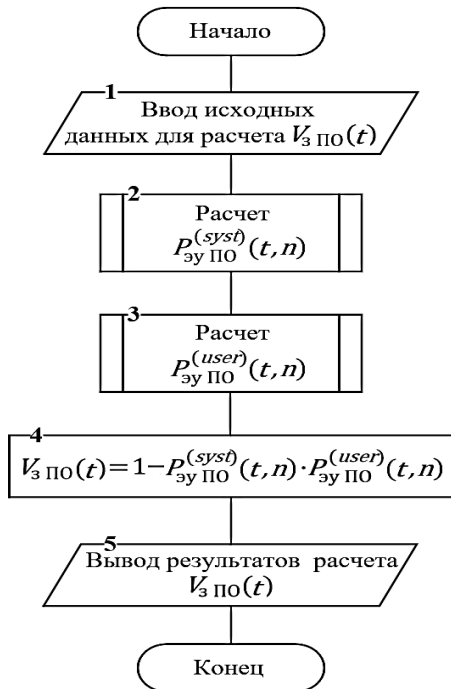 Начало
1
Ввод исходных
данных для расчета V_з ПО(t)
2
Расчет
P_эу ПО^(syst)(t,n)
3
Расчет
P_эу ПО^(user)(t,n)
4
V_з ПО(t)=1−P_эу ПО^(syst)(t,n)·P_эу ПО^(user)(t,n)
5
Вывод результатов расчета
V_з ПО(t)
Конец